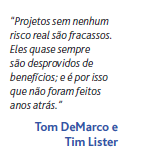 "Projetos sem nenhum
risco real são fracassos.
Eles quase sempre
são desprovidos de
benefícios; e é por isso
que não foram feitos
anos atrás."
Tom DeMarco e
Tim Lister